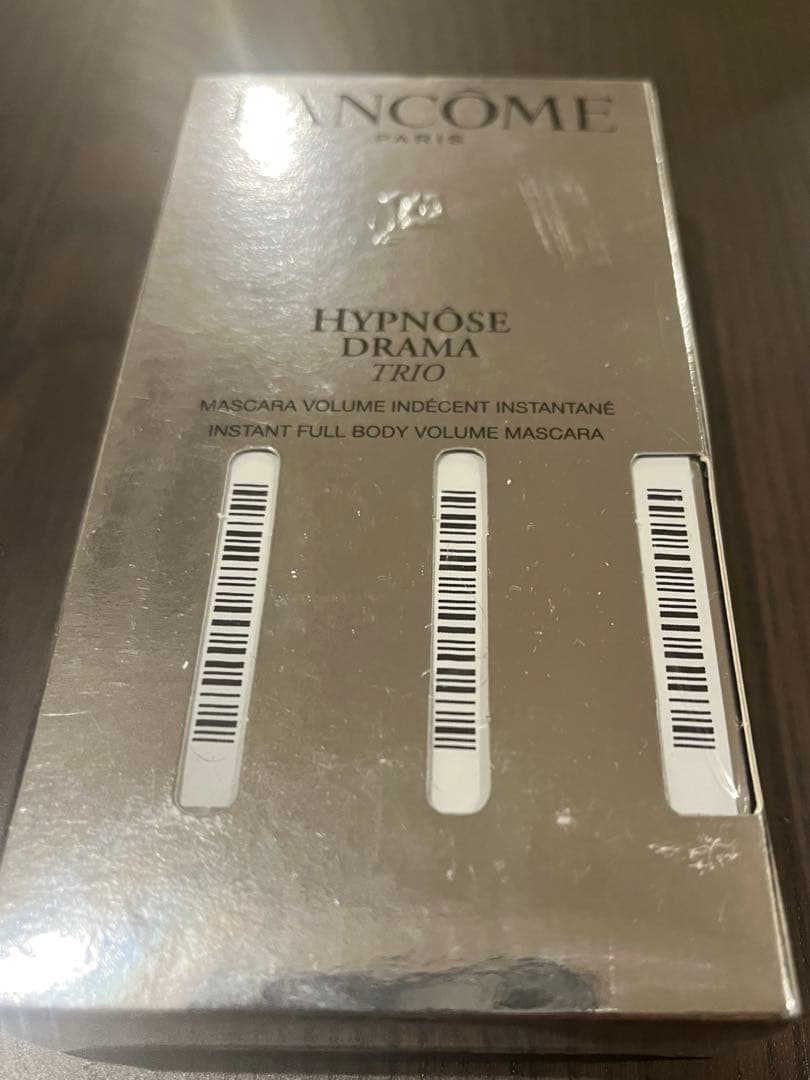 LANCÔME
PARIS
HYPNÔSE
DRAMA
TRIO
MASCARA VOLUME INDÉCENT INSTANTANÉ
INSTANT FULL BODY VOLUME MASCARA